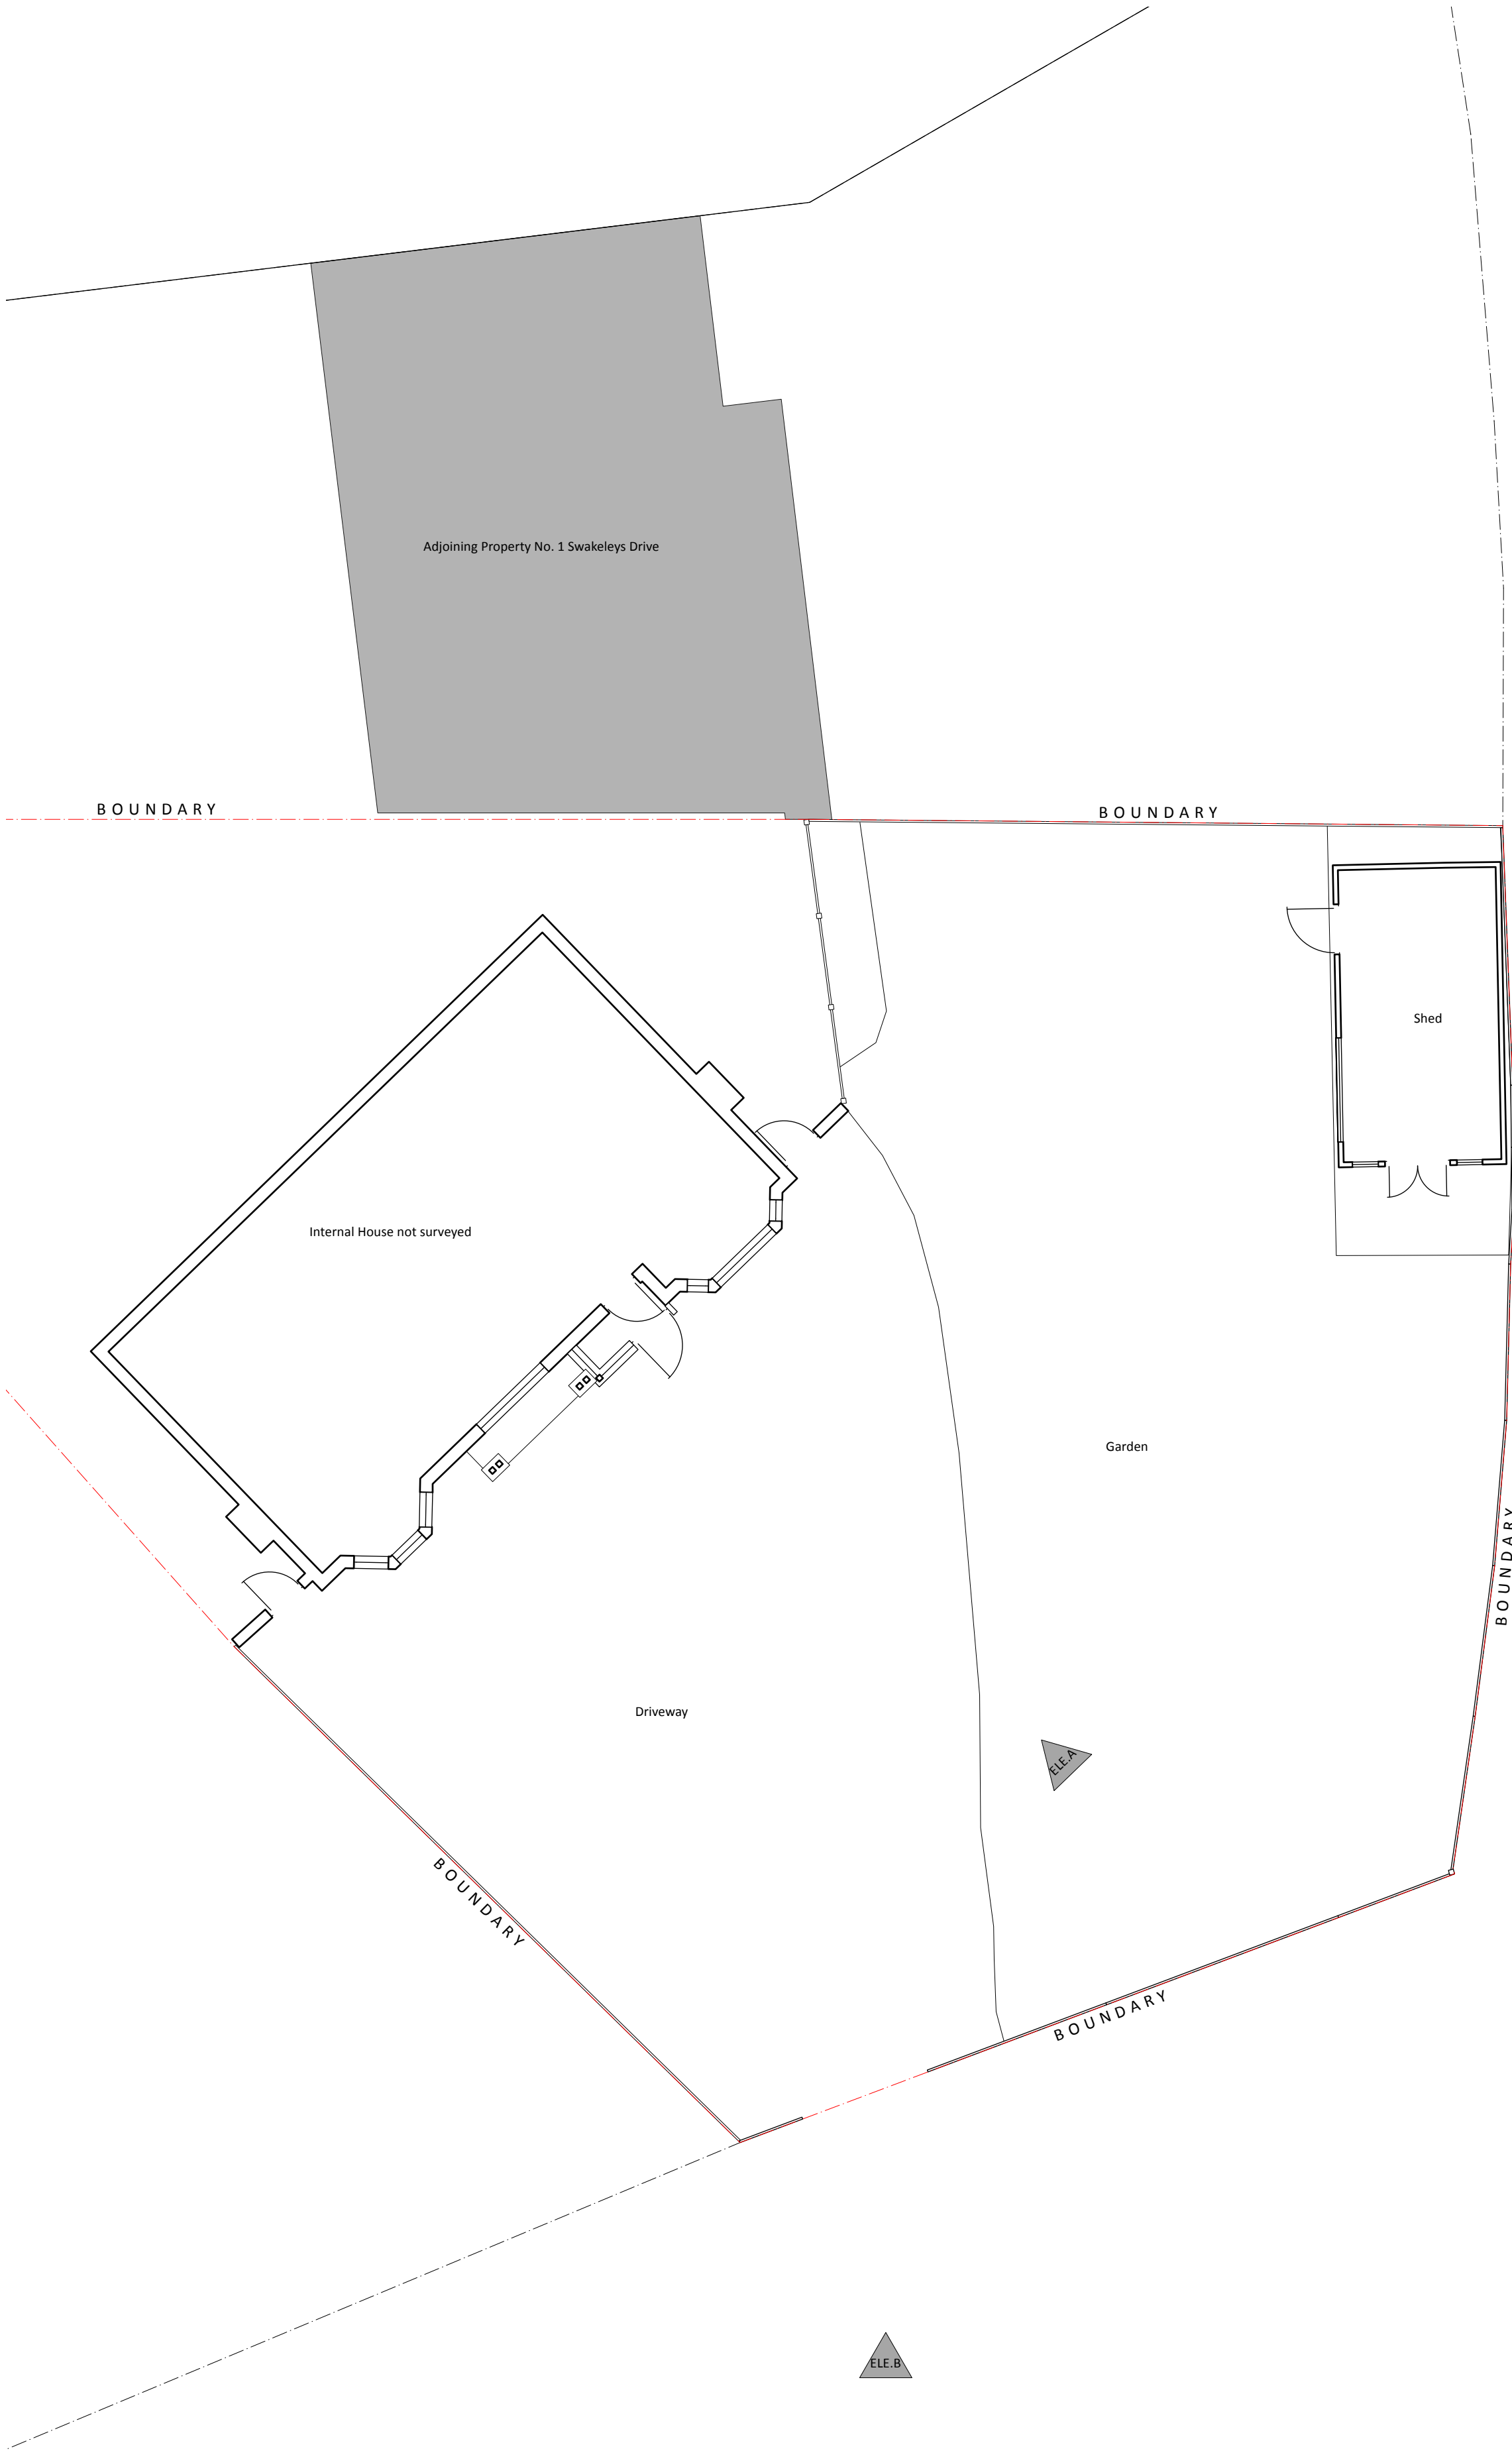 Adjoining Property No. 1 Swakeleys Drive
BOUNDARY
BOUNDARY
Shed
Internal House not surveyed
Garden
BOUNDARY
Driveway
ELE.A
BOUNDARY
BOUNDARY
ELE.B